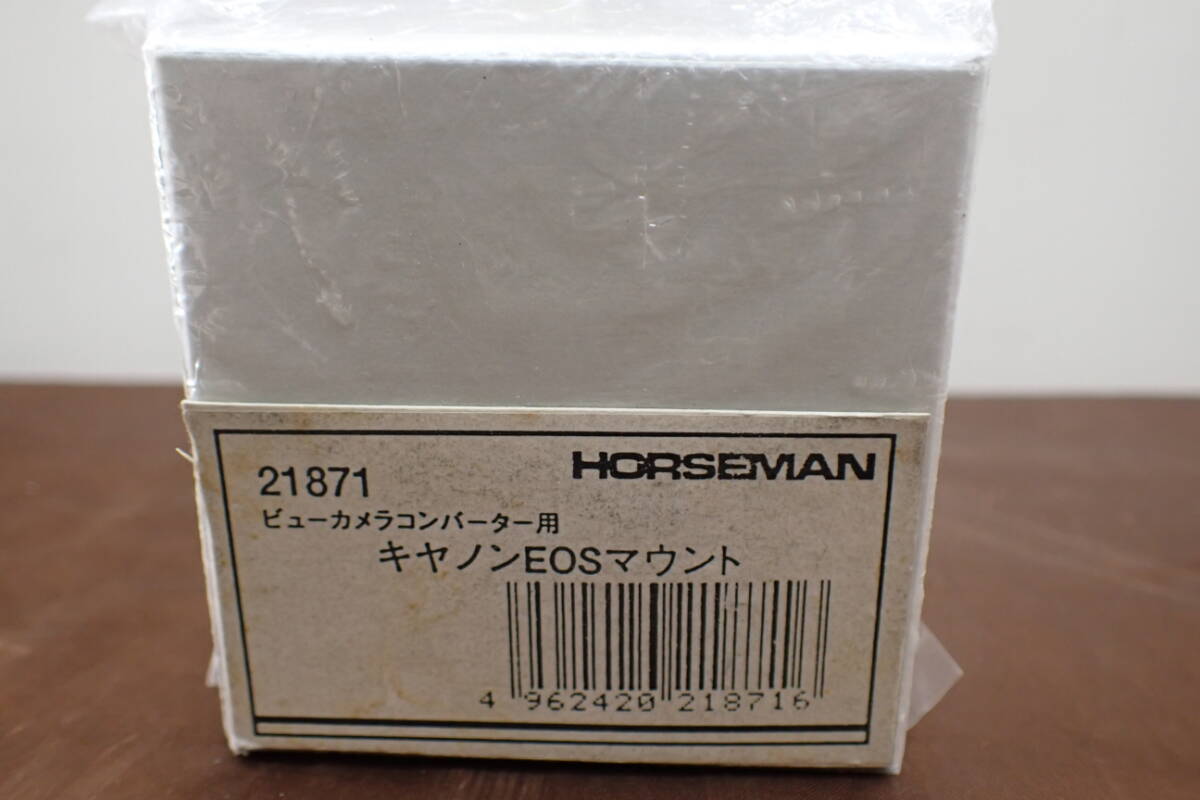 21871 HORSEMAN
ビューカメラコンバーター用
キヤノンEOSマウント
4 962420 218716